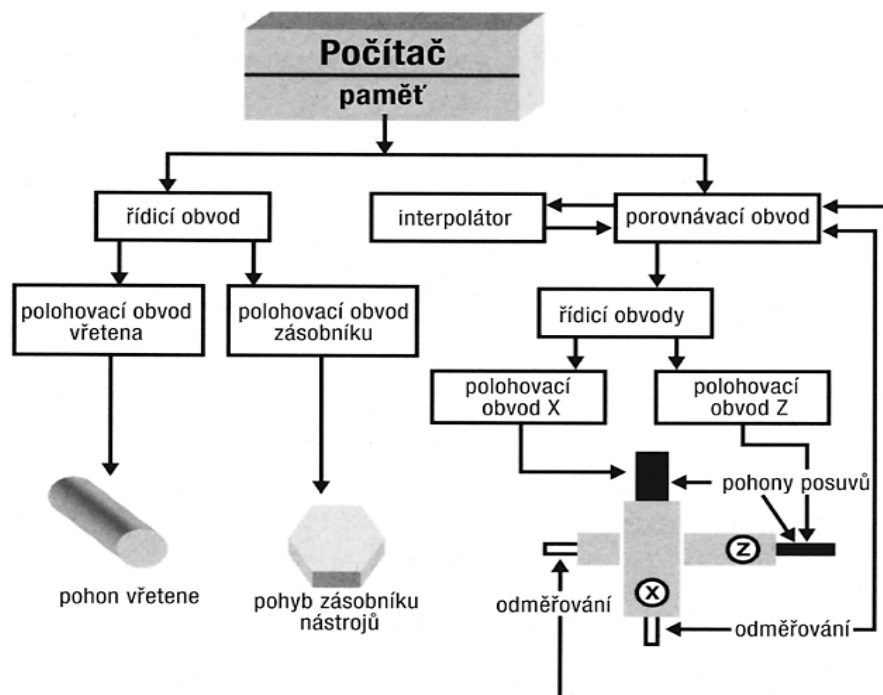 Počítač
paměť
řídicí obvod
interpolátor
porovnávací obvod
polohovací obvod
vřetena
polohovací obvod
zásobníku
řídicí obvody
polohovací
obvod X
polohovací
obvod Z
pohony posuvů
Z
X
odměřování
odměřování
pohon vřetene
pohyb zásobníku
nástrojů